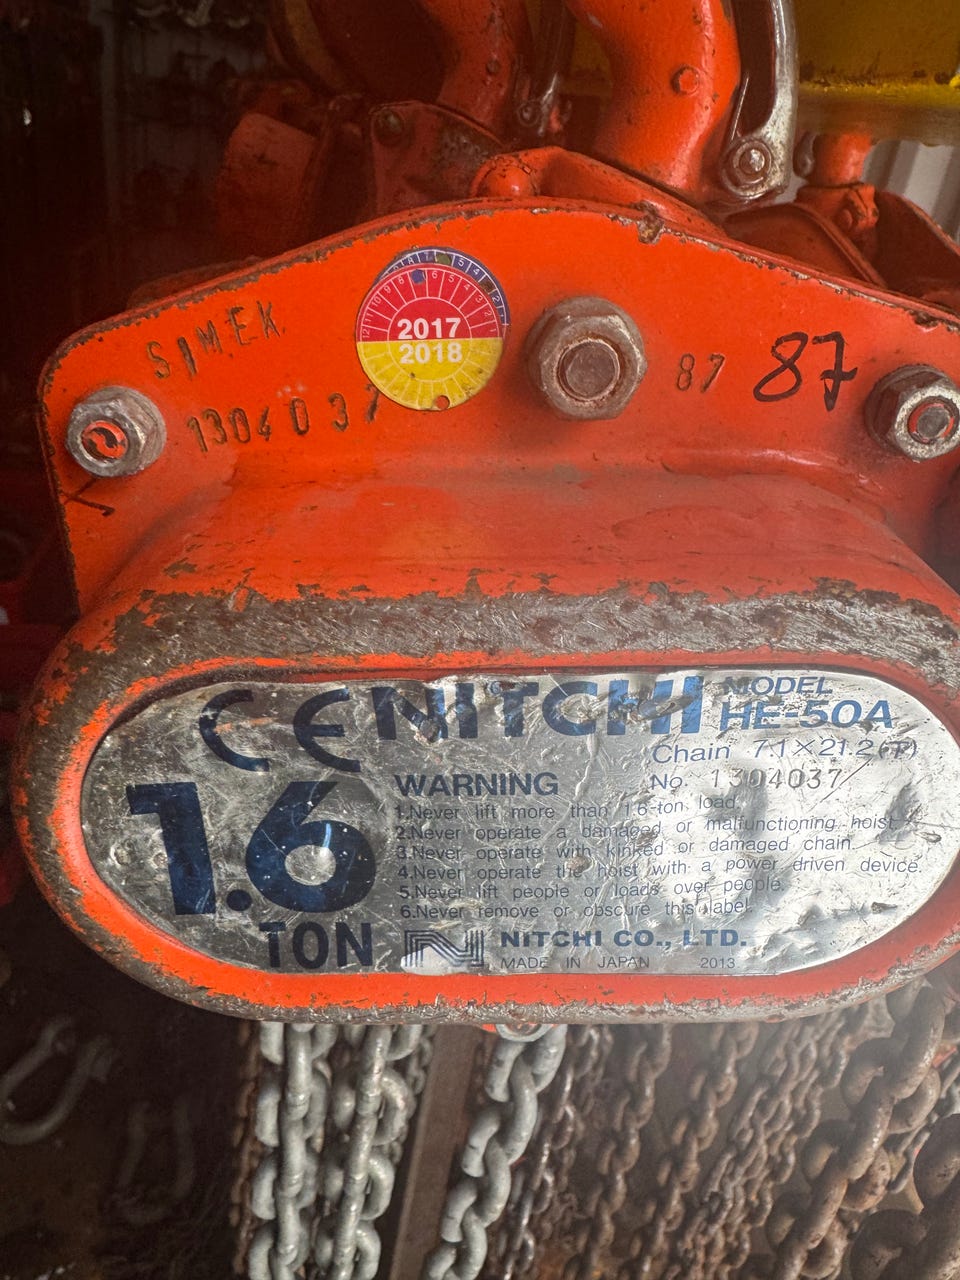 SIMEK.
2017
2018
1304037
87
87
CE NITCHI MODEL
HE-50A
Chain 7.1×21.2(T)
No. 1304037
1.6
TON
WARNING
1.Never lift more than 1.6-ton load.
2.Never operate a damaged or malfunctioning hoist.
3.Never operate with kinked or damaged chain.
4.Never operate the hoist with a power driven device.
5.Never lift people or loads over people.
6.Never remove or obscure this label.
NITCHI CO., LTD.
MADE IN JAPAN 2013